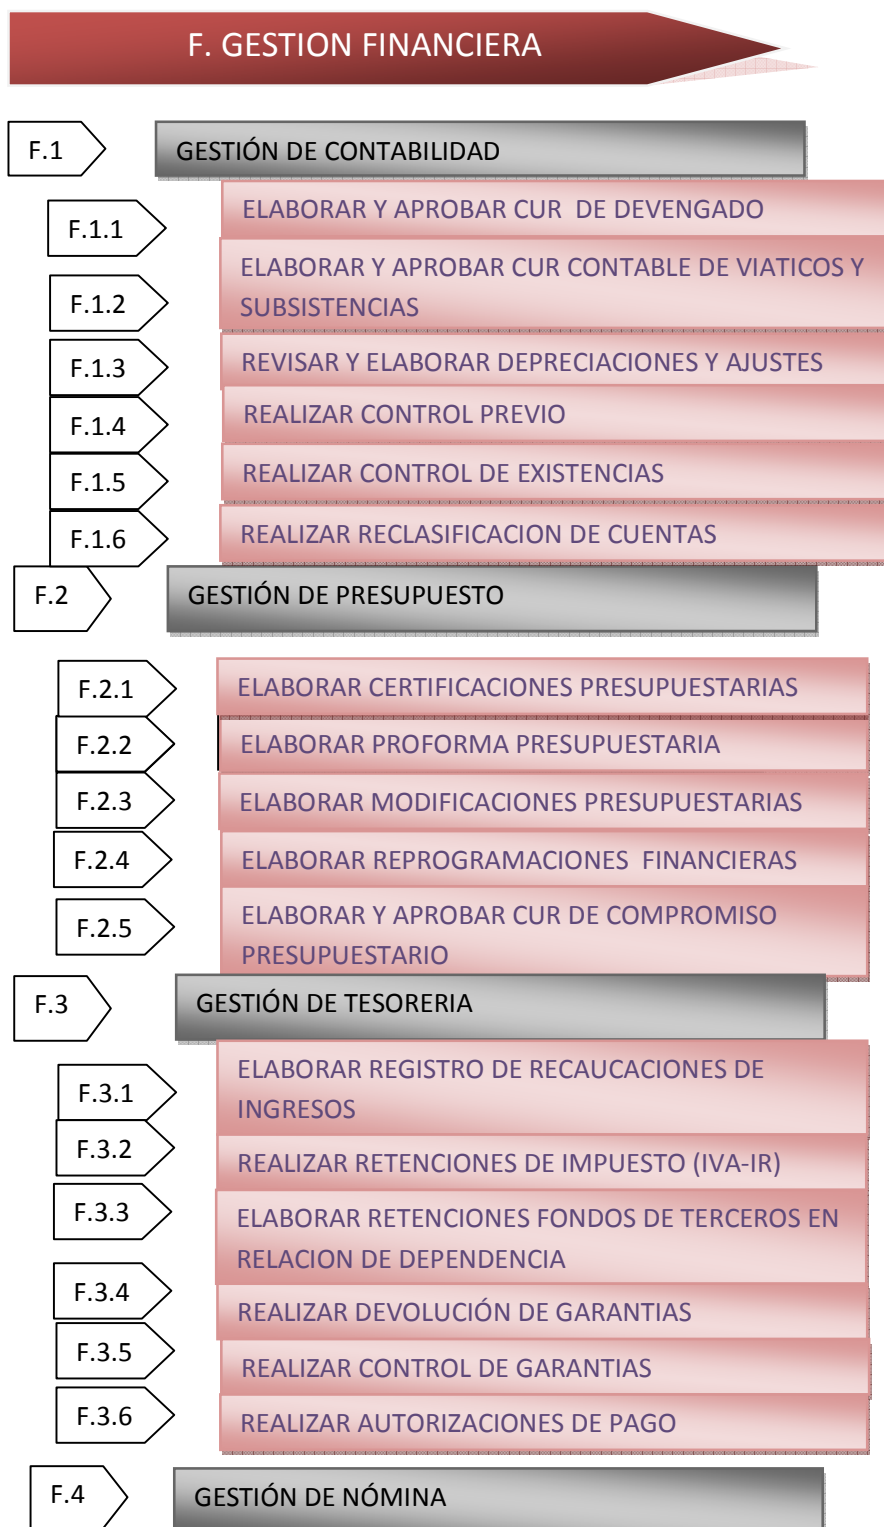 F. GESTION FINANCIERA
F.1
GESTIÓN DE CONTABILIDAD
F.1.1
ELABORAR Y APROBAR CUR DE DEVENGADO
F.1.2
ELABORAR Y APROBAR CUR CONTABLE DE VIATICOS Y
SUBSISTENCIAS
F.1.3
REVISAR Y ELABORAR DEPRECIACIONES Y AJUSTES
F.1.4
REALIZAR CONTROL PREVIO
F.1.5
REALIZAR CONTROL DE EXISTENCIAS
F.1.6
REALIZAR RECLASIFICACION DE CUENTAS
F.2
GESTIÓN DE PRESUPUESTO
F.2.1
ELABORAR CERTIFICACIONES PRESUPUESTARIAS
F.2.2
ELABORAR PROFORMA PRESUPUESTARIA
F.2.3
ELABORAR MODIFICACIONES PRESUPUESTARIAS
F.2.4
ELABORAR REPROGRAMACIONES FINANCIERAS
F.2.5
ELABORAR Y APROBAR CUR DE COMPROMISO
PRESUPUESTARIO
F.3
GESTIÓN DE TESORERIA
F.3.1
ELABORAR REGISTRO DE RECAUCACIONES DE
INGRESOS
F.3.2
REALIZAR RETENCIONES DE IMPUESTO (IVA-IR)
F.3.3
ELABORAR RETENCIONES FONDOS DE TERCEROS EN
RELACION DE DEPENDENCIA
F.3.4
REALIZAR DEVOLUCIÓN DE GARANTIAS
F.3.5
REALIZAR CONTROL DE GARANTIAS
F.3.6
REALIZAR AUTORIZACIONES DE PAGO
F.4
GESTIÓN DE NÓMINA